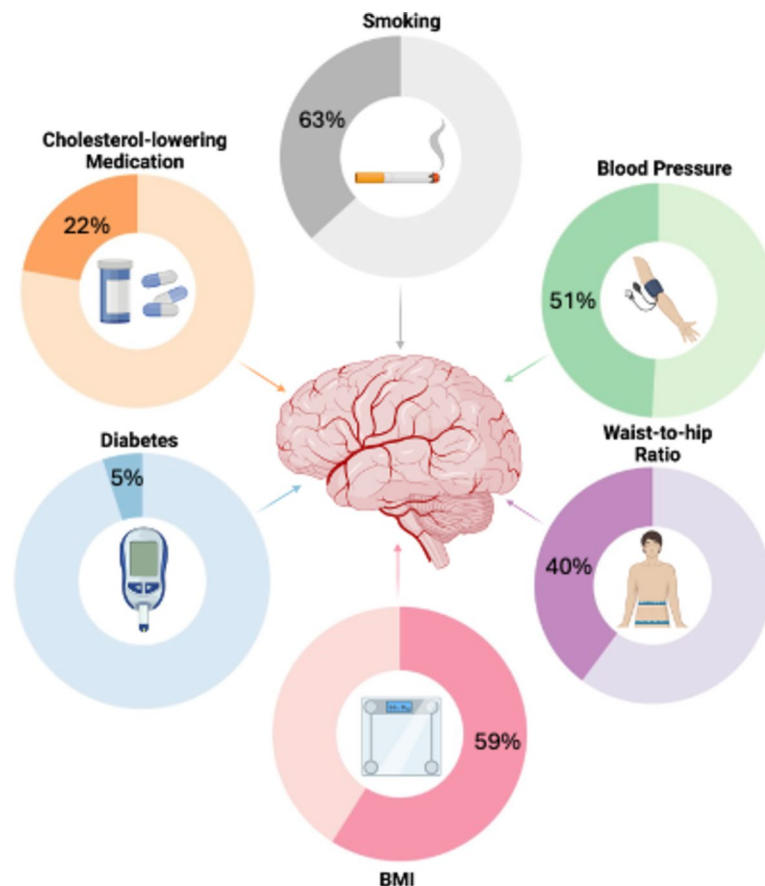 Smoking
63%
Cholesterol-lowering
Medication
22%
Blood Pressure
51%
Diabetes
5%
Waist-to-hip
Ratio
40%
59%
BMI